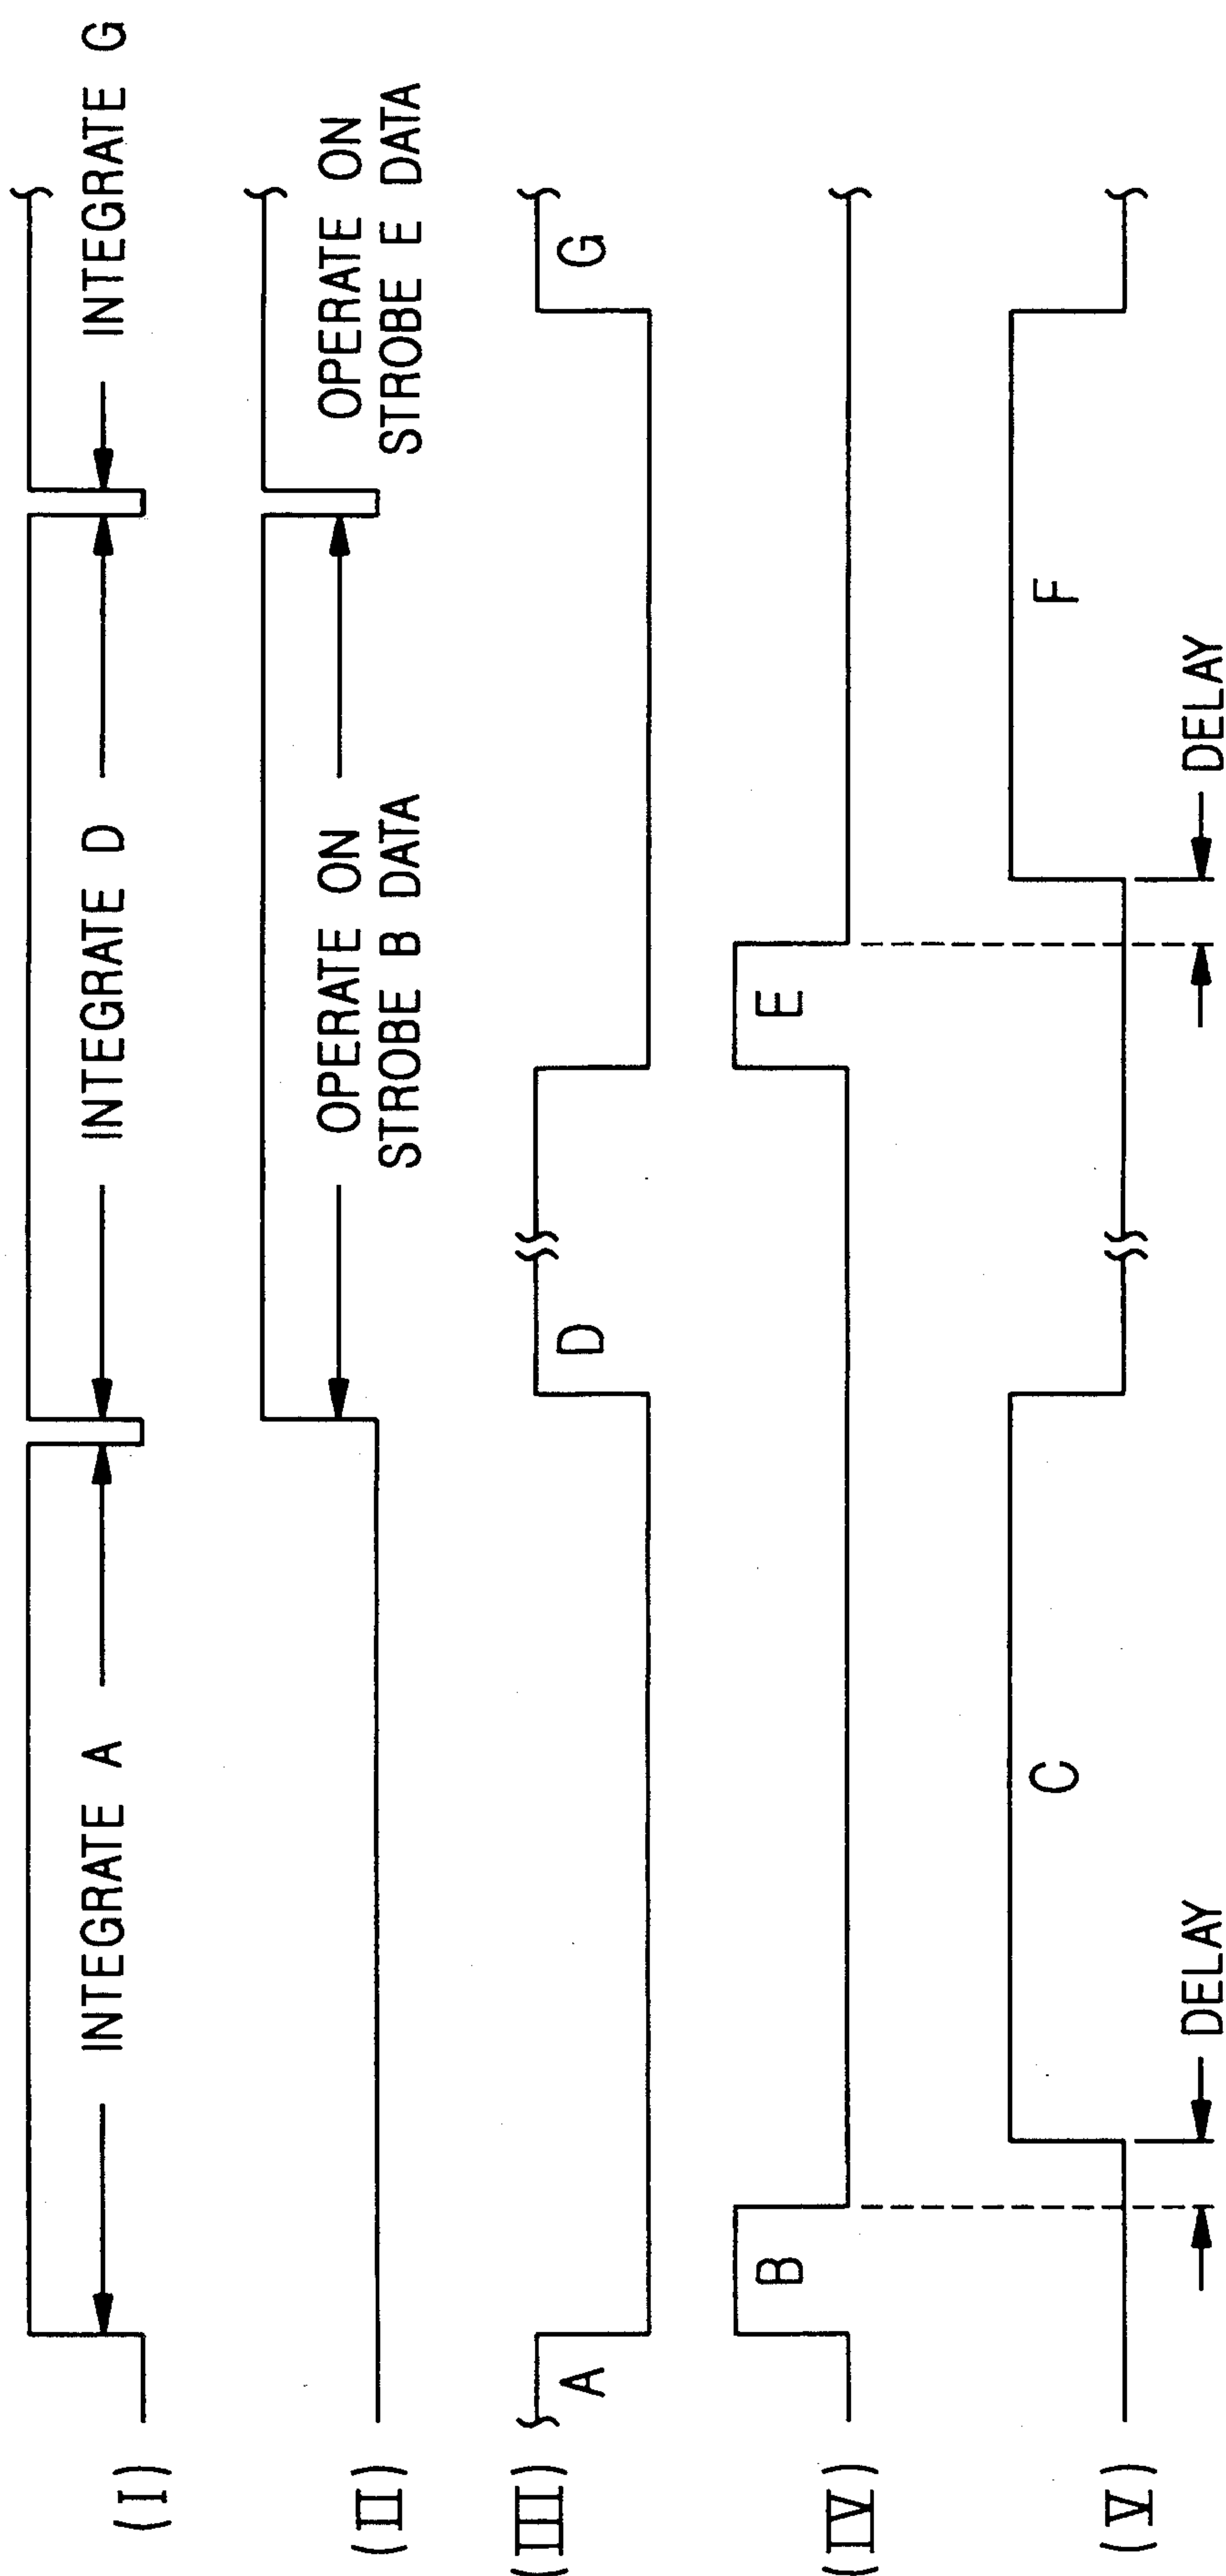 (I)
INTEGRATE A
INTEGRATE D
INTEGRATE G
(II)
OPERATE ON
STROBE B DATA
OPERATE ON
STROBE E DATA
(III)
A
D
G
(IV)
B
E
(V)
C
F
DELAY
DELAY